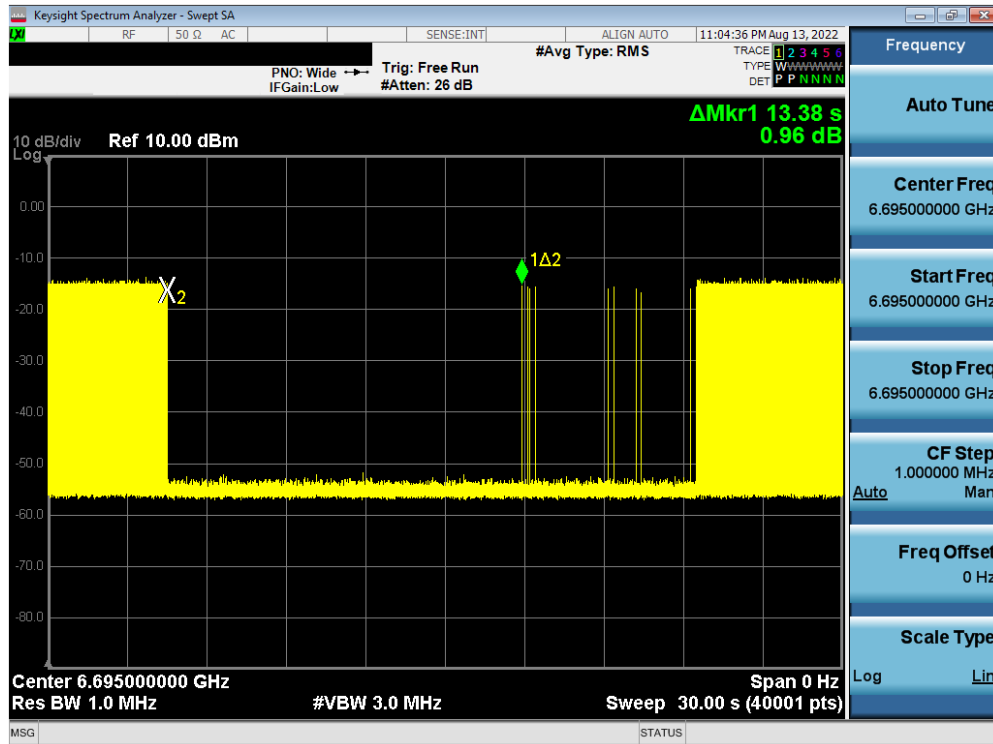 Keysight Spectrum Analyzer - Swept SA
LXI RF 50 Ω AC SENSE:INT ALIGN AUTO 11:04:36 PM Aug 13, 2022
#Avg Type: RMS
TRACE 1 2 3 4 5 6
PNO: Wide Trig: Free Run
TYPE WWWWWW
IFGain:Low #Atten: 26 dB
DET P P N N N N
ΔMkr1 13.38 s
0.96 dB
10 dB/div Ref 10.00 dBm
Log
0.00
-10.0
-20.0
-30.0
-40.0
-50.0
-60.0
-70.0
-80.0
1Δ2
X2
Center 6.695000000 GHz Span 0 Hz
Res BW 1.0 MHz #VBW 3.0 MHz Sweep 30.00 s (40001 pts)
MSG STATUS
Frequency
Auto Tune
Center Freq
6.695000000 GHz
Start Freq
6.695000000 GHz
Stop Freq
6.695000000 GHz
CF Step
1.000000 MHz
Auto Man
Freq Offset
0 Hz
Scale Type
Log Lin